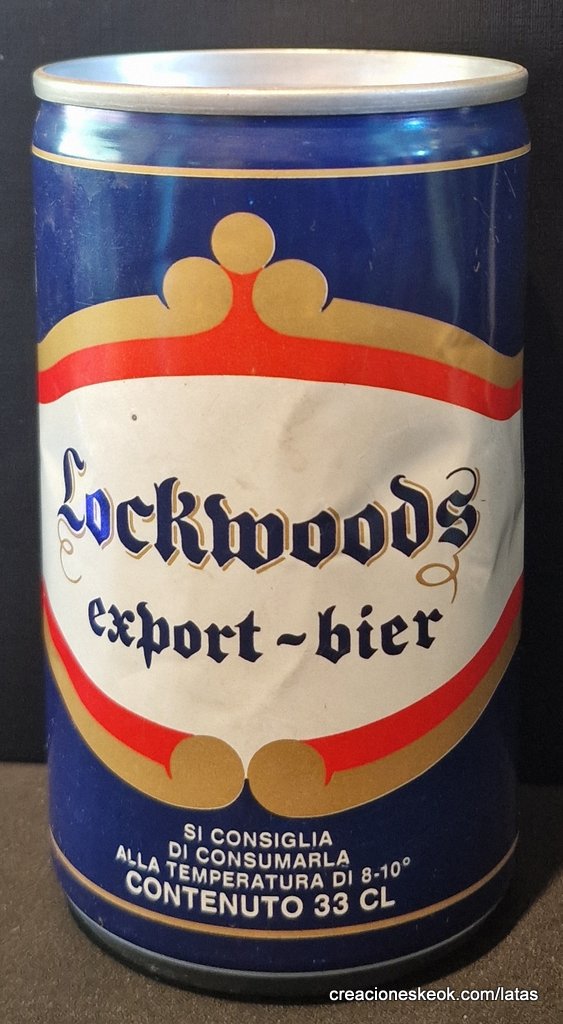 Lockwoods
export-bier
SI CONSIGLIA
DI CONSUMARLA
ALLA TEMPERATURA DI 8-10°
CONTENUTO 33 CL
creacioneskeok.com/latas